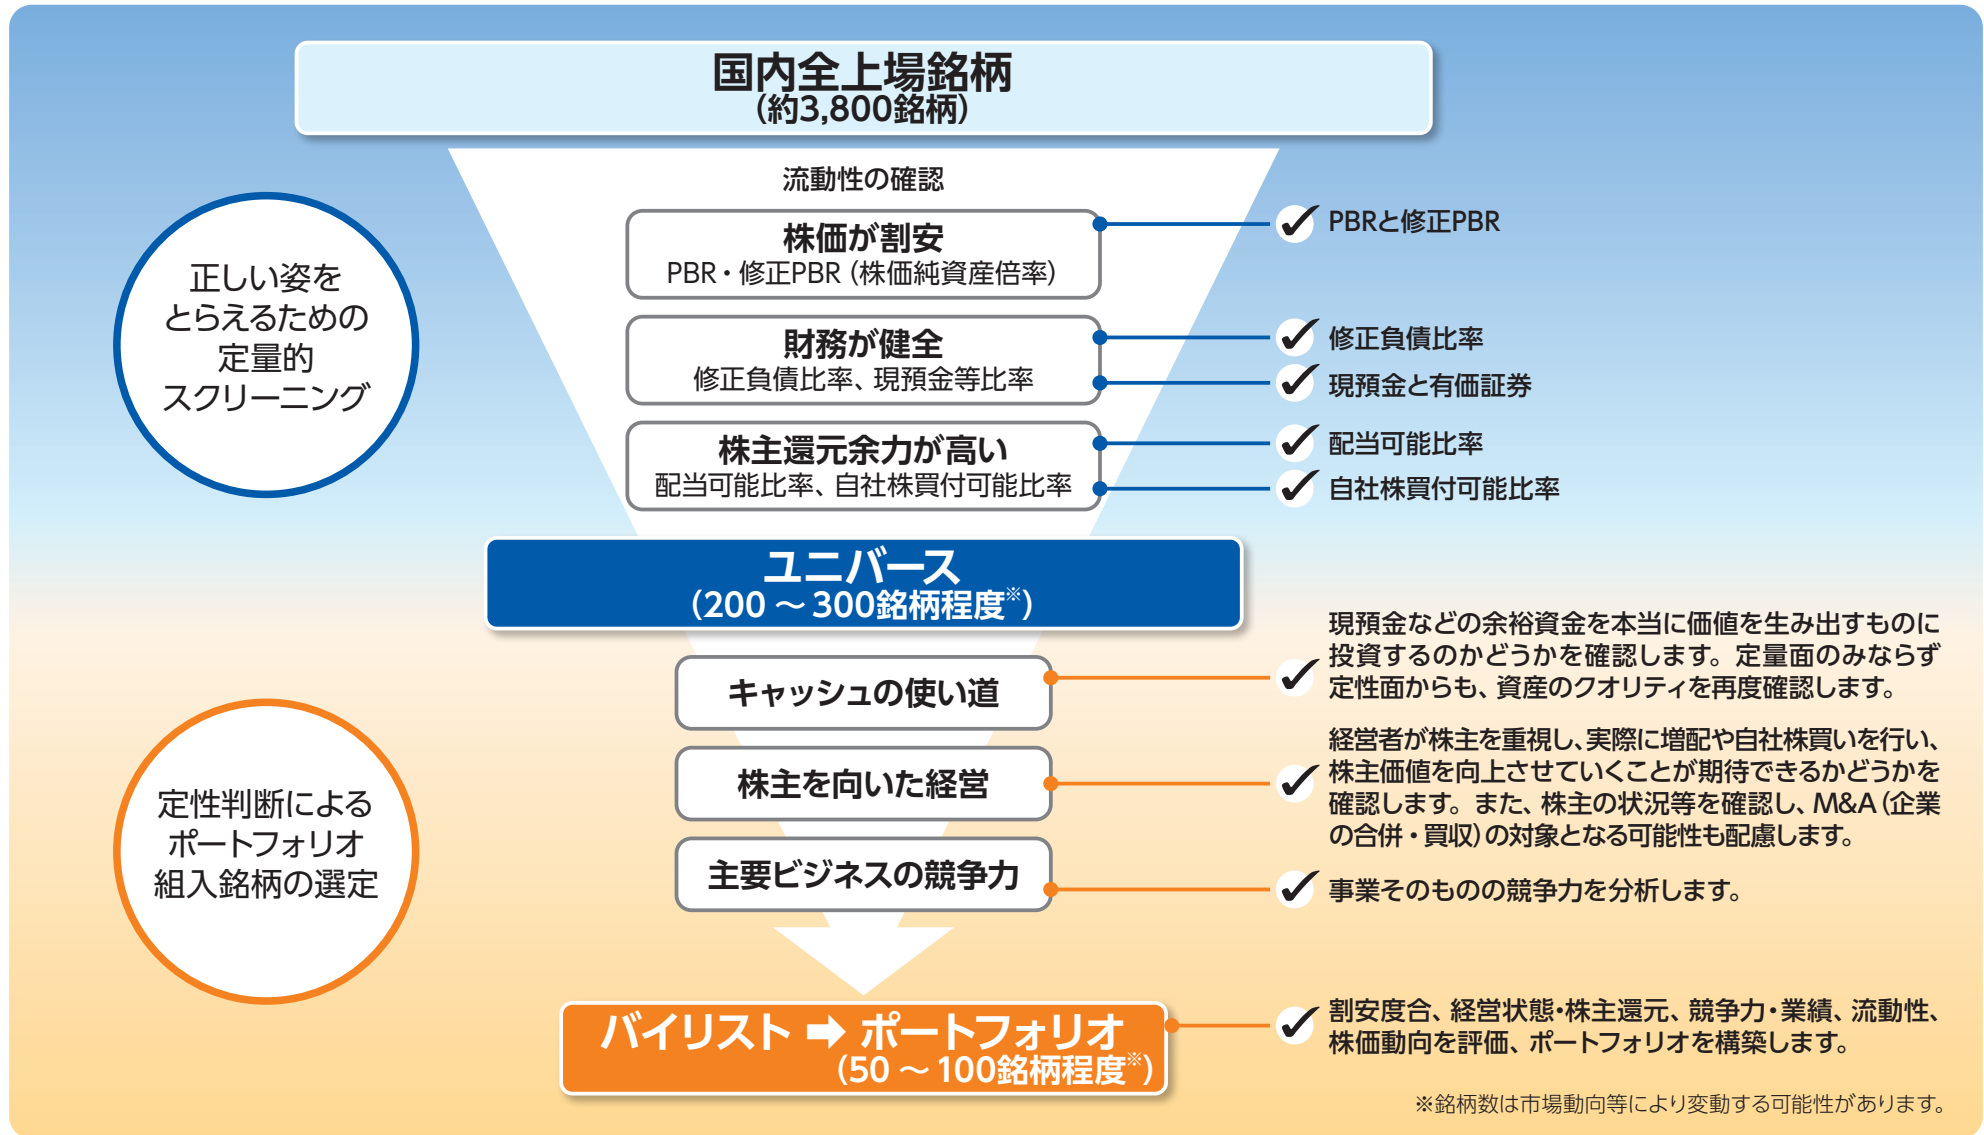 国内全上場銘柄
(約3,800銘柄)
流動性の確認
株価が割安
PBR・修正PBR(株価純資産倍率)
PBRと修正PBR
正しい姿を
とらえるための
定量的
スクリーニング
財務が健全
修正負債比率、現預金等比率
修正負債比率
現預金と有価証券
株主還元余力が高い
配当可能比率、自社株買付可能比率
配当可能比率
自社株買付可能比率
ユニバース
(200 ～ 300銘柄程度※)
定性判断による
ポートフォリオ
組入銘柄の選定
キャッシュの使い道
現預金などの余裕資金を本当に価値を生み出すものに
投資するのかどうかを確認します。定量面のみならず
定性面からも、資産のクオリティを再度確認します。
株主を向いた経営
経営者が株主を重視し、実際に増配や自社株買いを行い、
株主価値を向上させていくことが期待できるかどうかを
確認します。また、株主の状況等を確認し、M&A(企業
の合併・買収)の対象となる可能性も配慮します。
主要ビジネスの競争力
事業そのものの競争力を分析します。
バイリスト ➡ ポートフォリオ
(50 ～ 100銘柄程度※)
割安度合、経営状態・株主還元、競争力・業績、流動性、
株価動向を評価、ポートフォリオを構築します。
※銘柄数は市場動向等により変動する可能性があります。